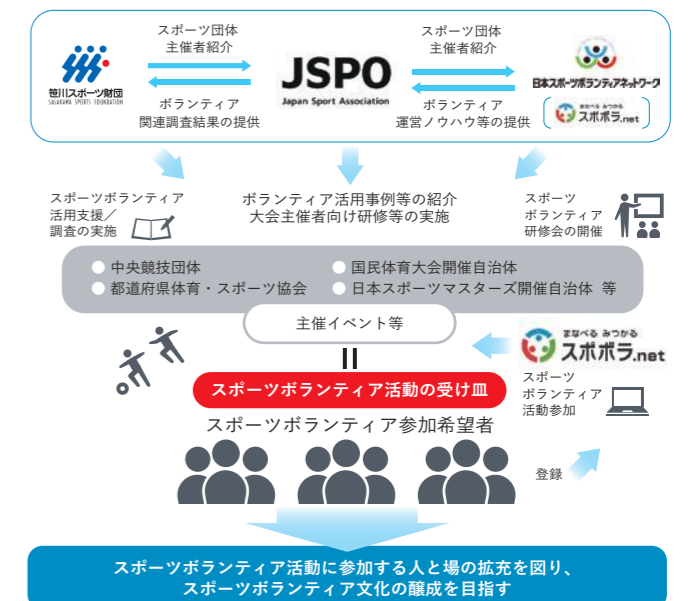 スポーツ団体
主催者紹介
スポーツ団体
主催者紹介
笹川スポーツ財団
SASAKAWA SPORTS FOUNDATION
JSPO
Japan Sport Association
日本スポーツボランティアネットワーク
まなべる みつかる
スポボラ.net
ボランティア
関連調査結果の提供
ボランティア
運営ノウハウ等の提供
スポーツボランティア
活用支援/
調査の実施
ボランティア活用事例等の紹介
大会主催者向け研修等の実施
スポーツ
ボランティア
研修会の開催
中央競技団体
国民体育大会開催自治体
都道府県体育・スポーツ協会
日本スポーツマスターズ開催自治体 等
主催イベント等
まなべる みつかる
スポボラ.net
スポーツ
ボランティア
活動参加
スポーツボランティア活動の受け皿
スポーツボランティア参加希望者
登録
スポーツボランティア活動に参加する人と場の拡充を図り、
スポーツボランティア文化の醸成を目指す